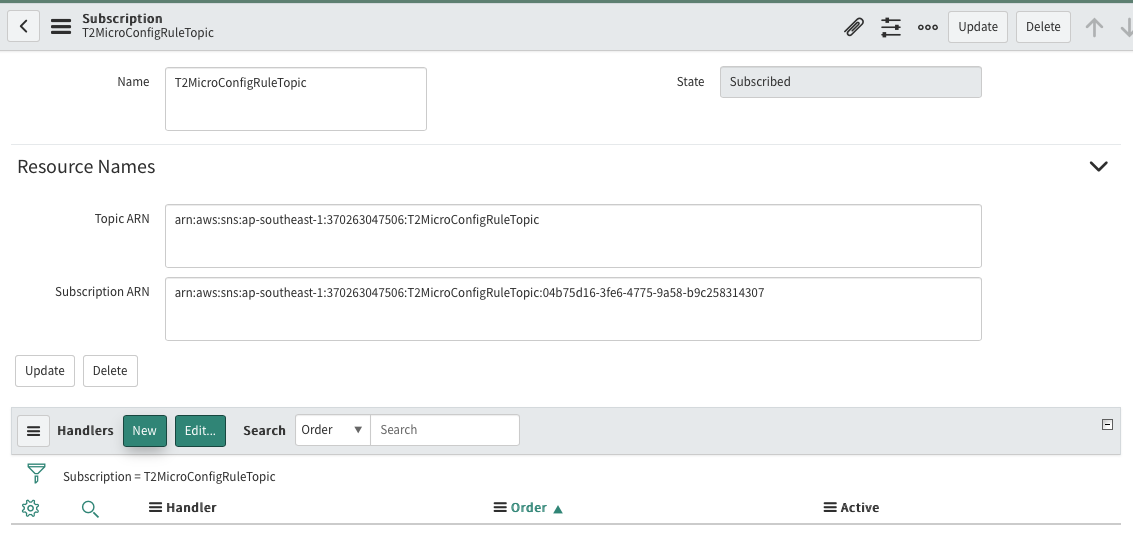 Subscription
T2MicroConfigRuleTopic
Update
Delete
Name
T2MicroConfigRuleTopic
State
Subscribed
Resource Names
Topic ARN
arn:aws:sns:ap-southeast-1:370263047506:T2MicroConfigRuleTopic
Subscription ARN
arn:aws:sns:ap-southeast-1:370263047506:T2MicroConfigRuleTopic:04b75d16-3fe6-4775-9a58-b9c258314307
Update
Delete
Handlers
New
Edit...
Search
Order
Search
Subscription = T2MicroConfigRuleTopic
Handler
Order
Active